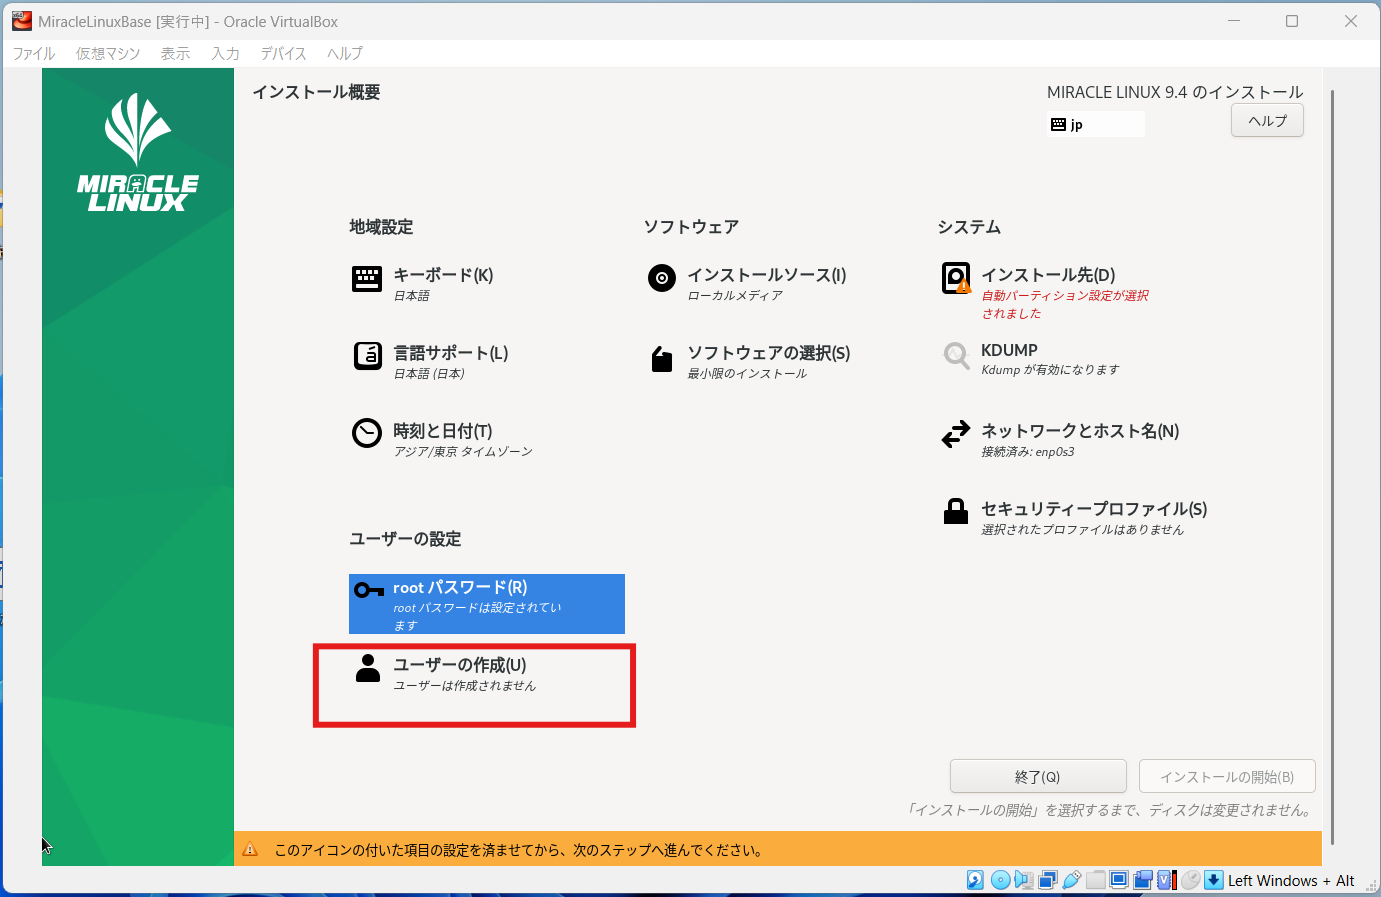 MiracleLinuxBase [実行中] - Oracle VirtualBox
ファイル 仮想マシン 表示 入力 デバイス ヘルプ
MIRACLE
LINUX
インストール概要
MIRACLE LINUX 9.4 のインストール
jp
ヘルプ
地域設定
ソフトウェア
システム
キーボード(K)
日本語
インストールソース(I)
ローカルメディア
インストール先(D)
自動パーティション設定が選択
されました
言語サポート(L)
日本語 (日本)
ソフトウェアの選択(S)
最小限のインストール
KDUMP
Kdump が有効になります
時刻と日付(T)
アジア/東京 タイムゾーン
ネットワークとホスト名(N)
接続済み: enp0s3
セキュリティープロファイル(S)
選択されたプロファイルはありません
ユーザーの設定
root パスワード(R)
root パスワードは設定されてい
ます
ユーザーの作成(U)
ユーザーは作成されません
終了(Q)
インストールの開始(B)
「インストールの開始」を選択するまで、ディスクは変更されません。
このアイコンの付いた項目の設定を済ませてから、次のステップへ進んでください。
Left Windows + Alt